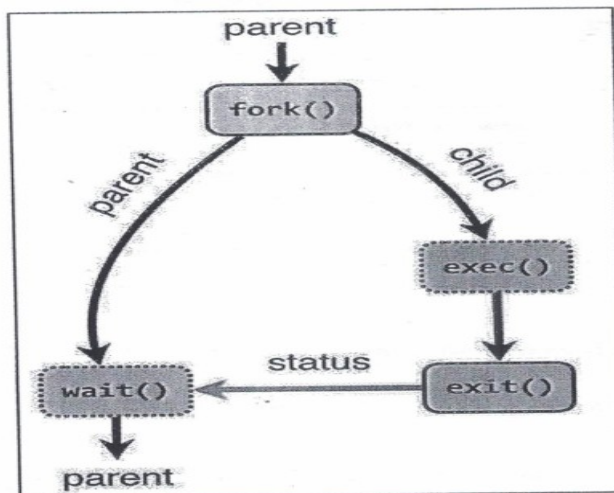 parent
fork()
parent
child
exec()
status
wait()
exit()
parent